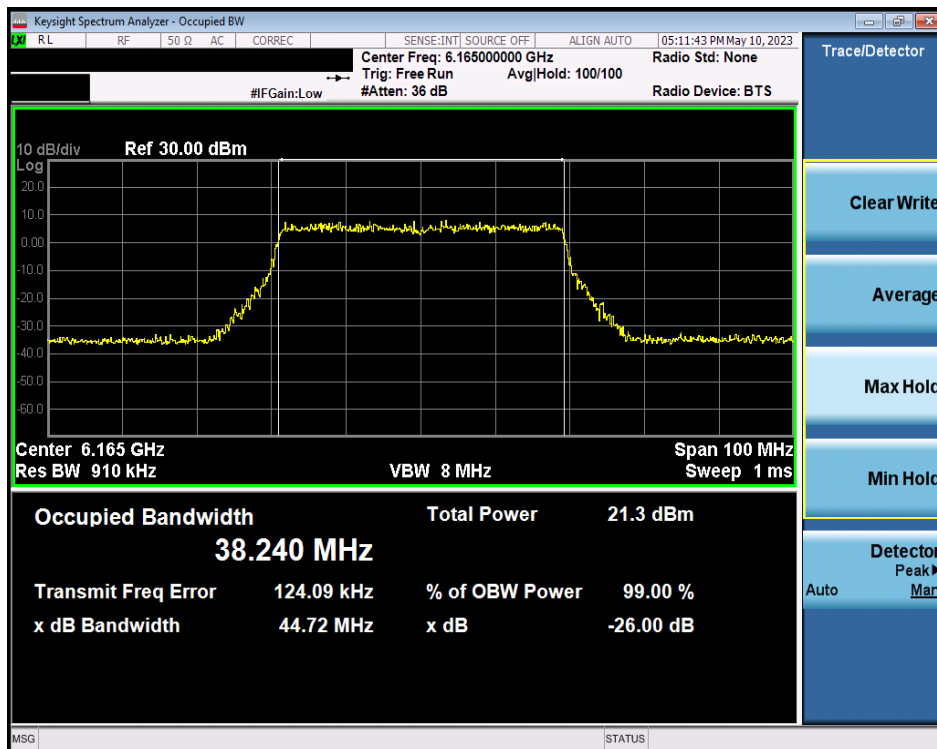 Keysight Spectrum Analyzer - Occupied BW
LXI RL RF 50 Ω AC CORREC SENSE:INT SOURCE OFF ALIGN AUTO 05:11:43 PM May 10, 2023
Center Freq: 6.165000000 GHz Radio Std: None
Trig: Free Run Avg|Hold: 100/100
#IFGain:Low #Atten: 36 dB Radio Device: BTS
10 dB/div Ref 30.00 dBm
Log
20.0
10.0
0.00
-10.0
-20.0
-30.0
-40.0
-50.0
-60.0
Center 6.165 GHz Span 100 MHz
Res BW 910 kHz VBW 8 MHz Sweep 1 ms
Occupied Bandwidth Total Power 21.3 dBm
38.240 MHz
Transmit Freq Error 124.09 kHz % of OBW Power 99.00 %
x dB Bandwidth 44.72 MHz x dB -26.00 dB
MSG STATUS
Trace/Detector
Clear Write
Average
Max Hold
Min Hold
Detector
Peak
Auto Man